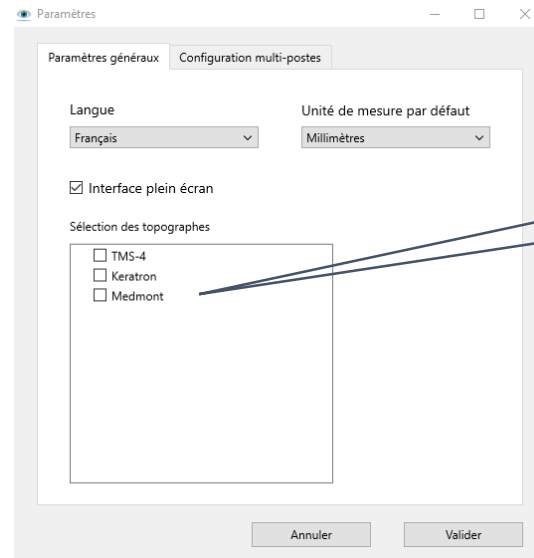 Paramètres
Paramètres généraux Configuration multi-postes
Langue Unité de mesure par défaut
Français Millimètres
Interface plein écran
Sélection des topographes
TMS-4
Keratron
Medmont
Annuler Valider